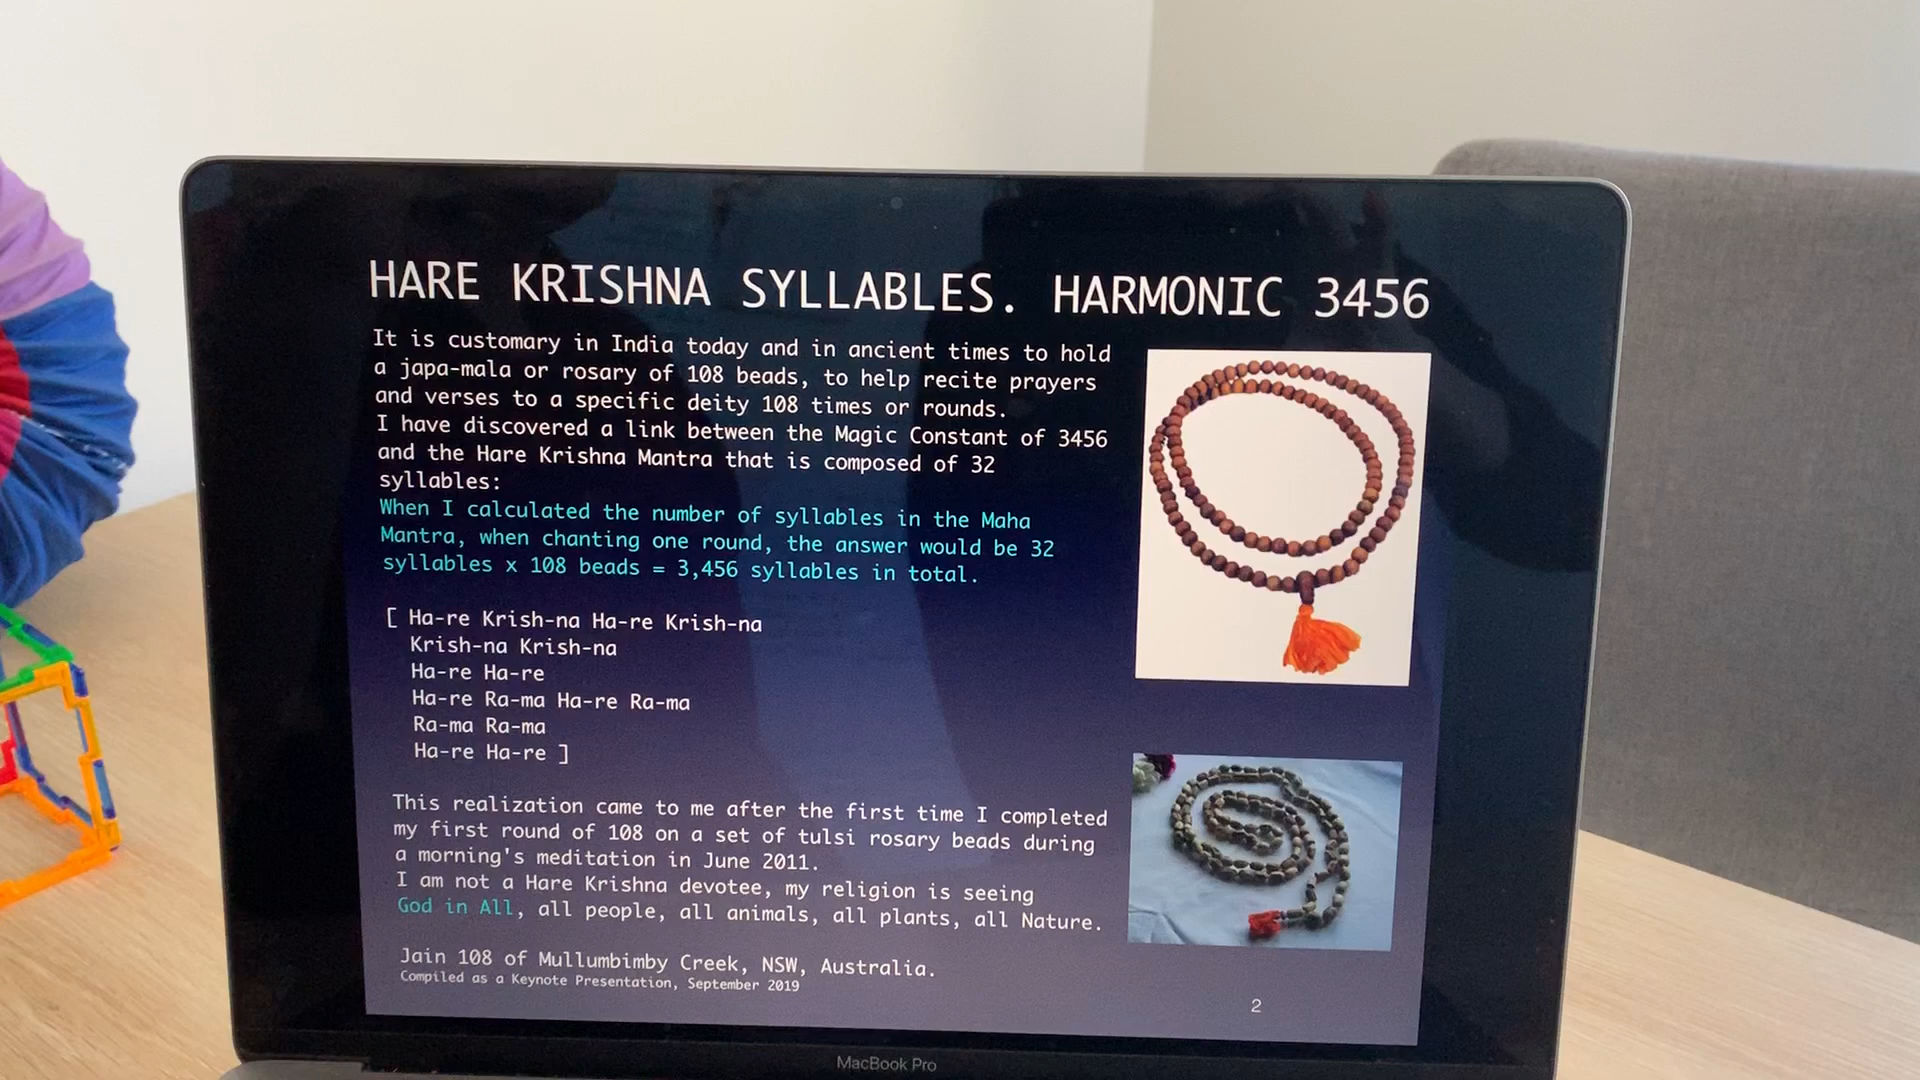 HARE KRISHNA SYLLABLES. HARMONIC 3456
It is customary in India today and in ancient times to hold
a japa-mala or rosary of 108 beads, to help recite prayers
and verses to a specific deity 108 times or rounds.
I have discovered a link between the Magic Constant of 3456
and the Hare Krishna Mantra that is composed of 32
syllables:
When I calculated the number of syllables in the Maha
Mantra, when chanting one round, the answer would be 32
syllables x 108 beads = 3,456 syllables in total.
[ Ha-re Krish-na Ha-re Krish-na
Krish-na Krish-na
Ha-re Ha-re
Ha-re Ra-ma Ha-re Ra-ma
Ra-ma Ra-ma
Ha-re Ha-re ]
This realization came to me after the first time I completed
my first round of 108 on a set of tulsi rosary beads during
a morning's meditation in June 2011.
I am not a Hare Krishna devotee, my religion is seeing
God in All, all people, all animals, all plants, all Nature.
Jain 108 of Mullumbimby Creek, NSW, Australia.
Compiled as a Keynote Presentation, September 2019
2
MacBook Pro